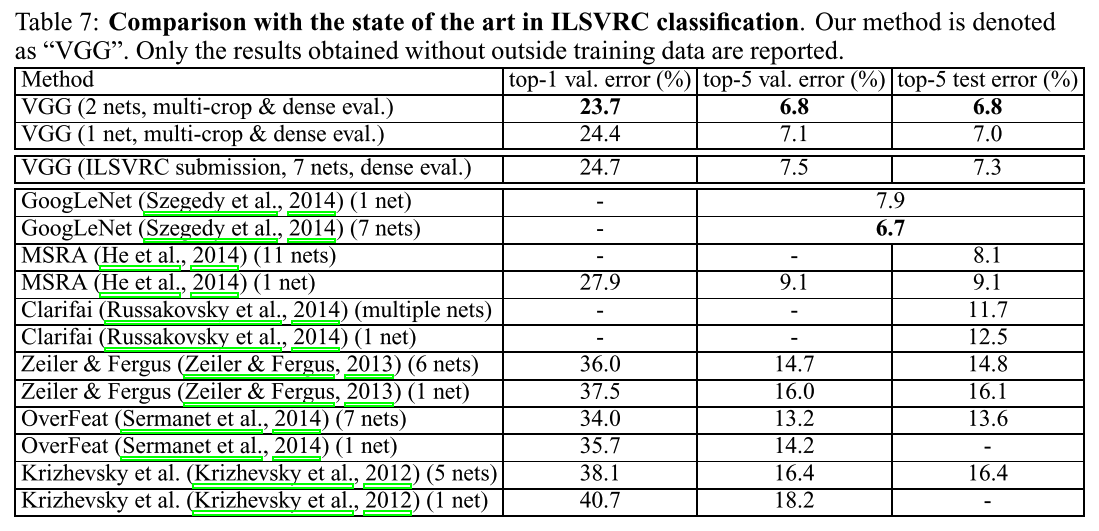 Table 7: Comparison with the state of the art in ILSVRC classification. Our method is denoted
as “VGG”. Only the results obtained without outside training data are reported.
Method top-1 val. error (%) top-5 val. error (%) top-5 test error (%)
VGG (2 nets, multi-crop & dense eval.) 23.7 6.8 6.8
VGG (1 net, multi-crop & dense eval.) 24.4 7.1 7.0
VGG (ILSVRC submission, 7 nets, dense eval.) 24.7 7.5 7.3
GoogLeNet (Szegedy et al., 2014) (1 net) - 7.9
GoogLeNet (Szegedy et al., 2014) (7 nets) - 6.7
MSRA (He et al., 2014) (11 nets) - - 8.1
MSRA (He et al., 2014) (1 net) 27.9 9.1 9.1
Clarifai (Russakovsky et al., 2014) (multiple nets) - - 11.7
Clarifai (Russakovsky et al., 2014) (1 net) - - 12.5
Zeiler & Fergus (Zeiler & Fergus, 2013) (6 nets) 36.0 14.7 14.8
Zeiler & Fergus (Zeiler & Fergus, 2013) (1 net) 37.5 16.0 16.1
OverFeat (Sermanet et al., 2014) (7 nets) 34.0 13.2 13.6
OverFeat (Sermanet et al., 2014) (1 net) 35.7 14.2 -
Krizhevsky et al. (Krizhevsky et al., 2012) (5 nets) 38.1 16.4 16.4
Krizhevsky et al. (Krizhevsky et al., 2012) (1 net) 40.7 18.2 -